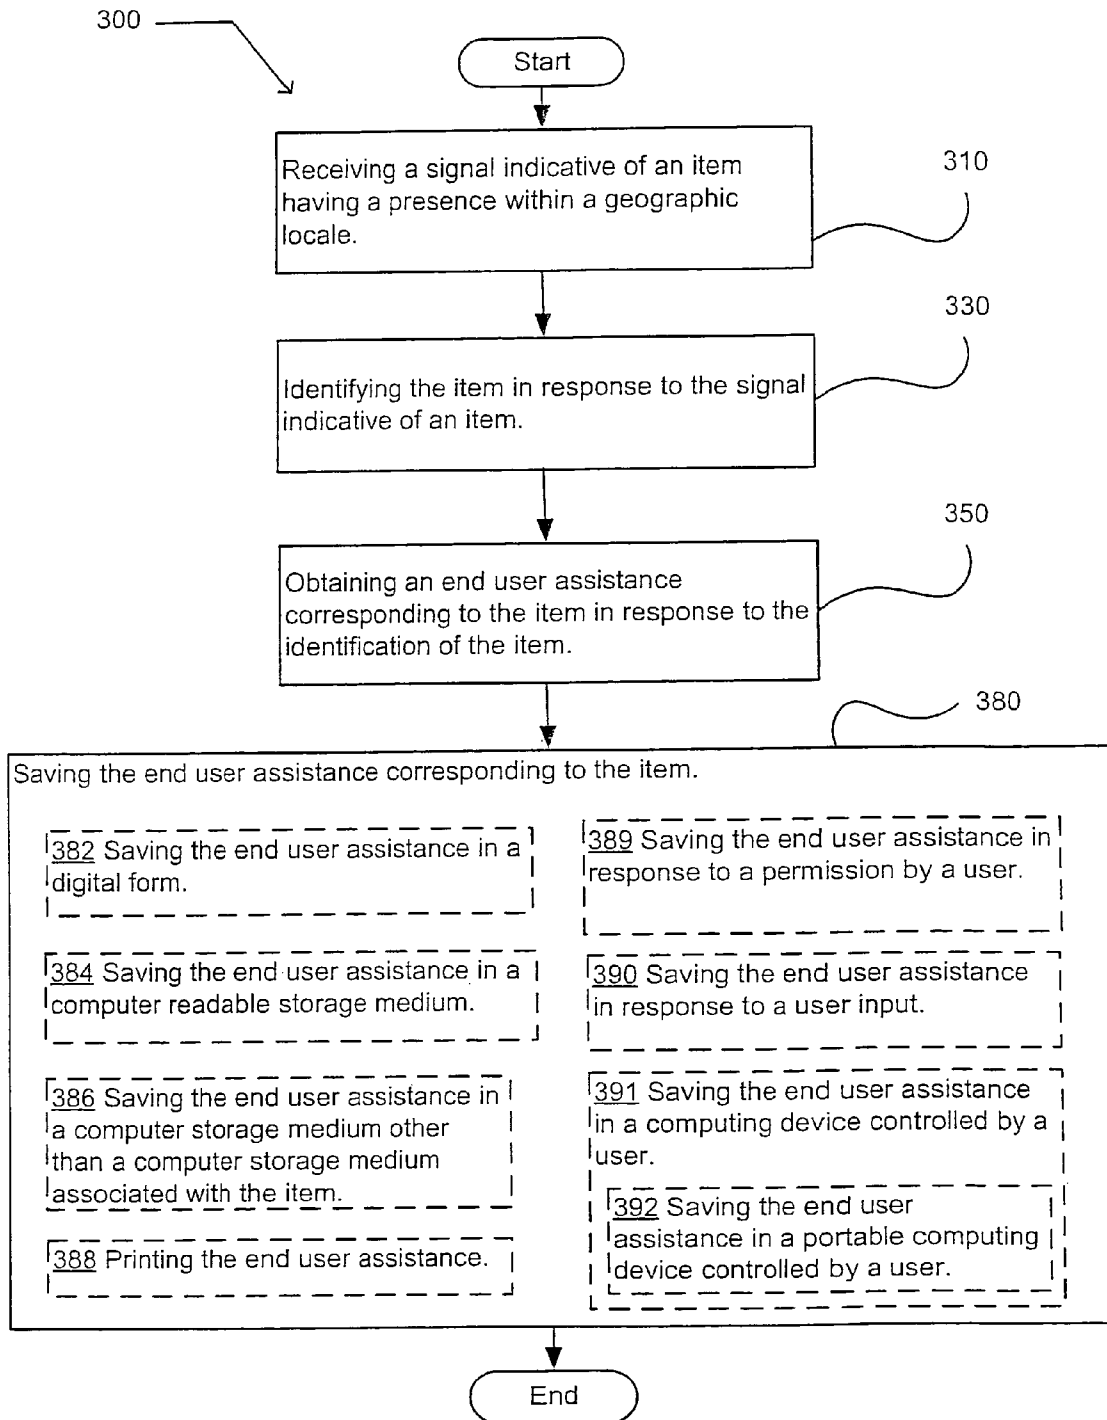 300
Start
Receiving a signal indicative of an item
having a presence within a geographic
locale.
310
Identifying the item in response to the signal
indicative of an item.
330
Obtaining an end user assistance
corresponding to the item in response to the
identification of the item.
350
380
Saving the end user assistance corresponding to the item.
382 Saving the end user assistance in a
digital form.
384 Saving the end user assistance in a
computer readable storage medium.
386 Saving the end user assistance in
a computer storage medium other
than a computer storage medium
associated with the item.
388 Printing the end user assistance.
389 Saving the end user assistance in
response to a permission by a user.
390 Saving the end user assistance
in response to a user input.
391 Saving the end user assistance
in a computing device controlled by a
user.
392 Saving the end user
assistance in a portable computing
device controlled by a user.
End